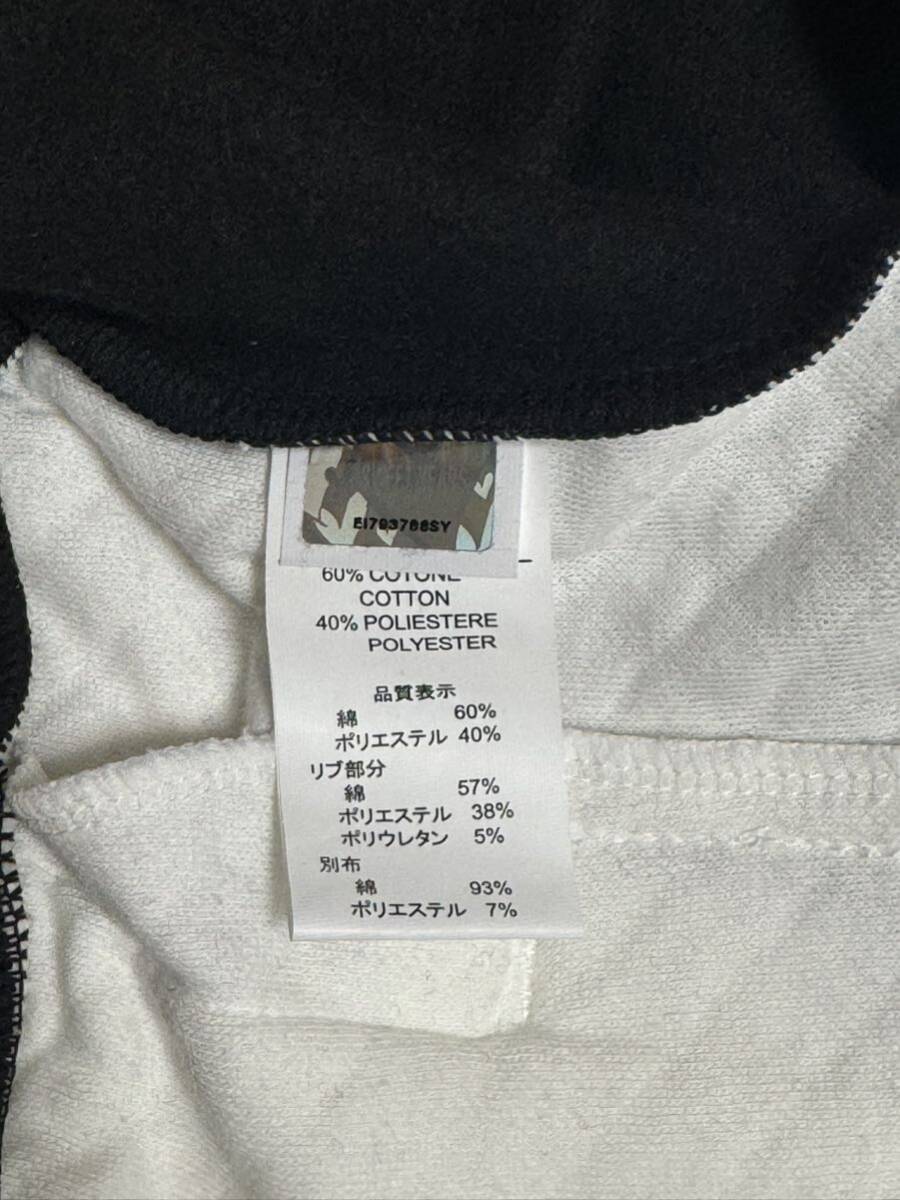 EI793766SY
60% COTONE
COTTON
40% POLIESTERE
POLYESTER
品質表示
綿 60%
ポリエステル 40%
リブ部分
綿 57%
ポリエステル 38%
ポリウレタン 5%
別布
綿 93%
ポリエステル 7%